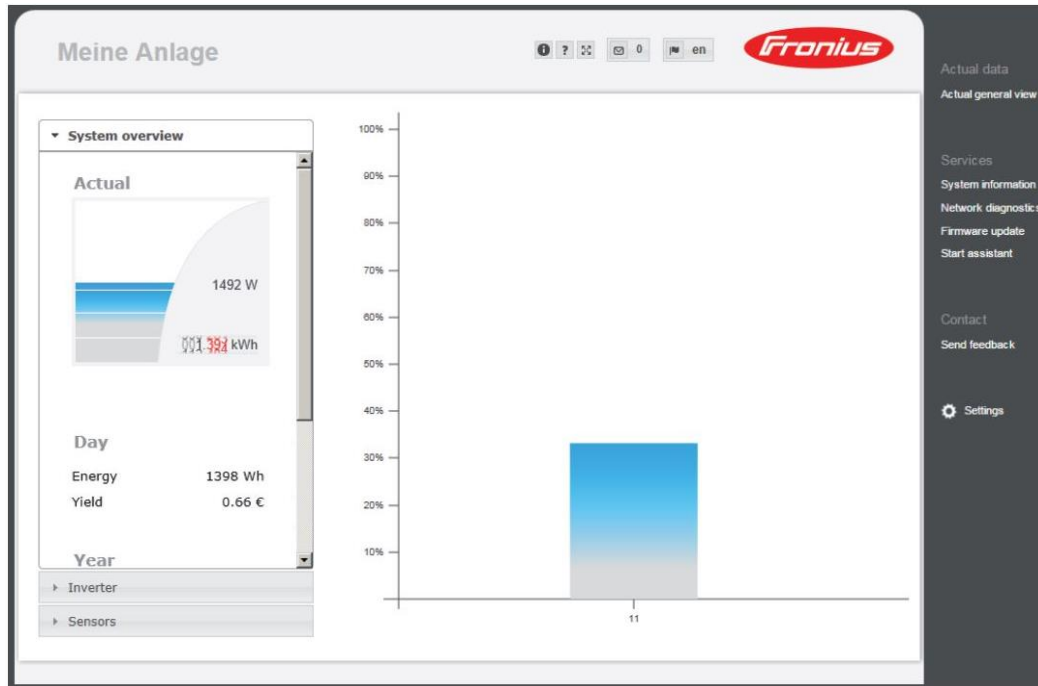 Meine Anlage
0
en
Fronius
System overview
Actual
1492 W
kWh
Day
Energy 1398 Wh
Yield 0.66 €
Year
Inverter
Sensors
100%
90%
80%
70%
60%
50%
40%
30%
20%
10%
11
Actual data
Actual general view
Services
System information
Network diagnostics
Firmware update
Start assistant
Contact
Send feedback
Settings